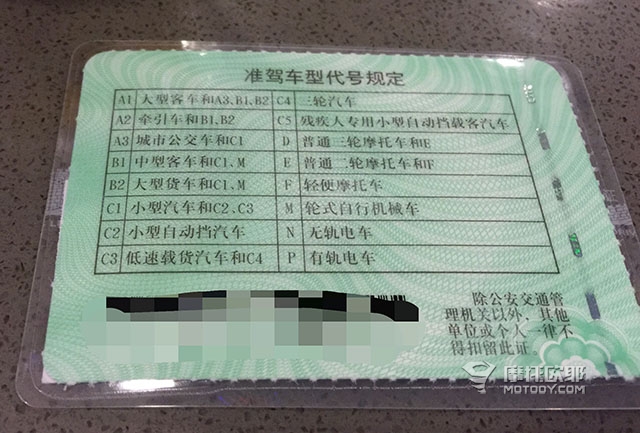 准驾车型代号规定
A1 大型客车和A3、B1、B2 C4 三轮汽车
A2 牵引车和B1、B2 C5 残疾人专用小型自动挡载客汽车
A3 城市公交车和C1 D 普通三轮摩托车和E
B1 中型客车和C1、M E 普通二轮摩托车和F
B2 大型货车和C1、M F 轻便摩托车
C1 小型汽车和C2、C3 M 轮式自行机械车
C2 小型自动挡汽车 N 无轨电车
C3 低速载货汽车和C4 P 有轨电车
除公安交通管
理机关以外，其他
单位或个人一律不
得扣留此证。
摩托欧耶
MOTODY.COM